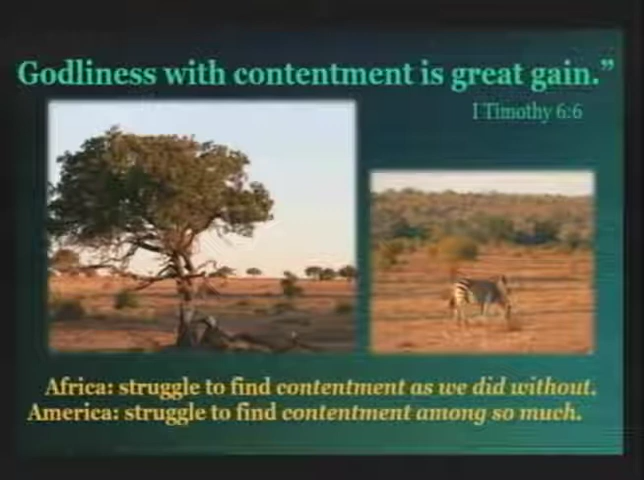 Godliness with contentment is great gain.”
I Timothy 6:6
Africa: struggle to find contentment as we did without.
America: struggle to find contentment among so much.